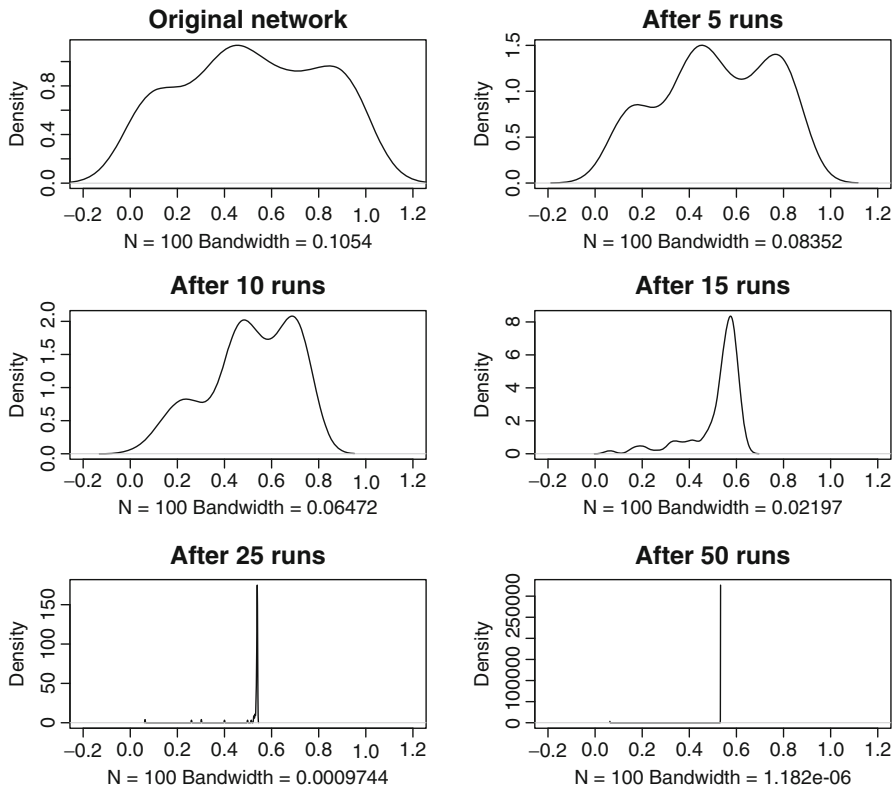 Original network
Density
0.0 0.4 0.8
−0.2 0.0 0.2 0.4 0.6 0.8 1.0 1.2
N = 100 Bandwidth = 0.1054
After 5 runs
Density
0.0 0.5 1.0 1.5
−0.2 0.0 0.2 0.4 0.6 0.8 1.0 1.2
N = 100 Bandwidth = 0.08352
After 10 runs
Density
0.0 0.5 1.0 1.5 2.0
−0.2 0.0 0.2 0.4 0.6 0.8 1.0 1.2
N = 100 Bandwidth = 0.06472
After 15 runs
Density
0 2 4 6 8
−0.2 0.0 0.2 0.4 0.6 0.8 1.0 1.2
N = 100 Bandwidth = 0.02197
After 25 runs
Density
0 50 100 150
−0.2 0.0 0.2 0.4 0.6 0.8 1.0 1.2
N = 100 Bandwidth = 0.0009744
After 50 runs
Density
0 100000 250000
−0.2 0.0 0.2 0.4 0.6 0.8 1.0 1.2
N = 100 Bandwidth = 1.182e-06